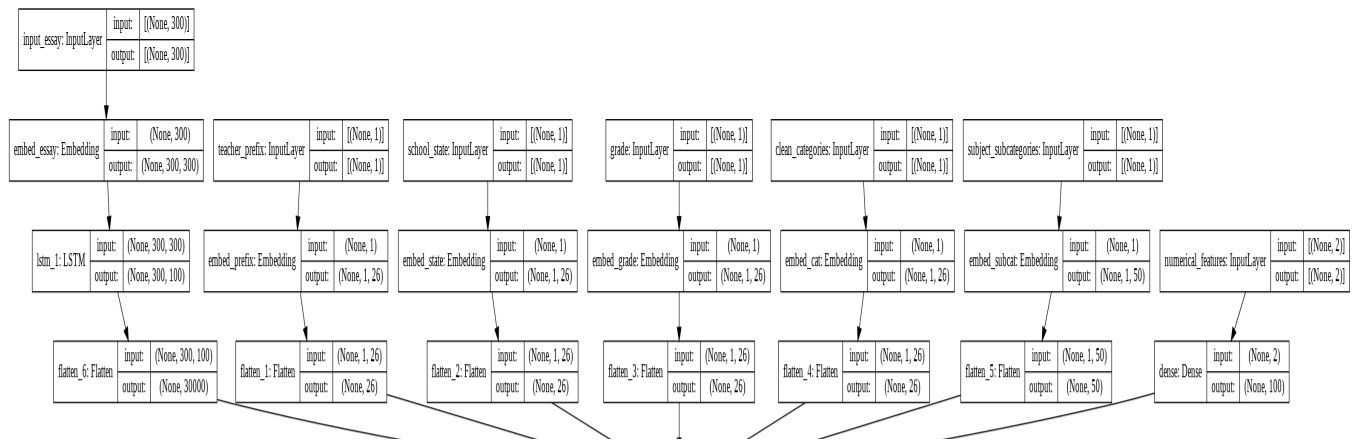 input_essay: InputLayer
input: [(None, 300)]
output: [(None, 300)]
embed_essay: Embedding
input: (None, 300)
output: (None, 300, 300)
teacher_prefix: InputLayer
input: [(None, 1)]
output: [(None, 1)]
school_state: InputLayer
input: [(None, 1)]
output: [(None, 1)]
grade: InputLayer
input: [(None, 1)]
output: [(None, 1)]
clean_categories: InputLayer
input: [(None, 1)]
output: [(None, 1)]
subject_subcategories: InputLayer
input: [(None, 1)]
output: [(None, 1)]
lstm_1: LSTM
input: (None, 300, 300)
output: (None, 300, 100)
embed_prefix: Embedding
input: (None, 1)
output: (None, 1, 26)
embed_state: Embedding
input: (None, 1)
output: (None, 1, 26)
embed_grade: Embedding
input: (None, 1)
output: (None, 1, 26)
embed_cat: Embedding
input: (None, 1)
output: (None, 1, 26)
embed_subcat: Embedding
input: (None, 1)
output: (None, 1, 50)
numerical_features: InputLayer
input: [(None, 2)]
output: [(None, 2)]
flatten_6: Flatten
input: (None, 300, 100)
output: (None, 30000)
flatten_1: Flatten
input: (None, 1, 26)
output: (None, 26)
flatten_2: Flatten
input: (None, 1, 26)
output: (None, 26)
flatten_3: Flatten
input: (None, 1, 26)
output: (None, 26)
flatten_4: Flatten
input: (None, 1, 26)
output: (None, 26)
flatten_5: Flatten
input: (None, 1, 50)
output: (None, 50)
dense: Dense
input: (None, 2)
output: (None, 100)